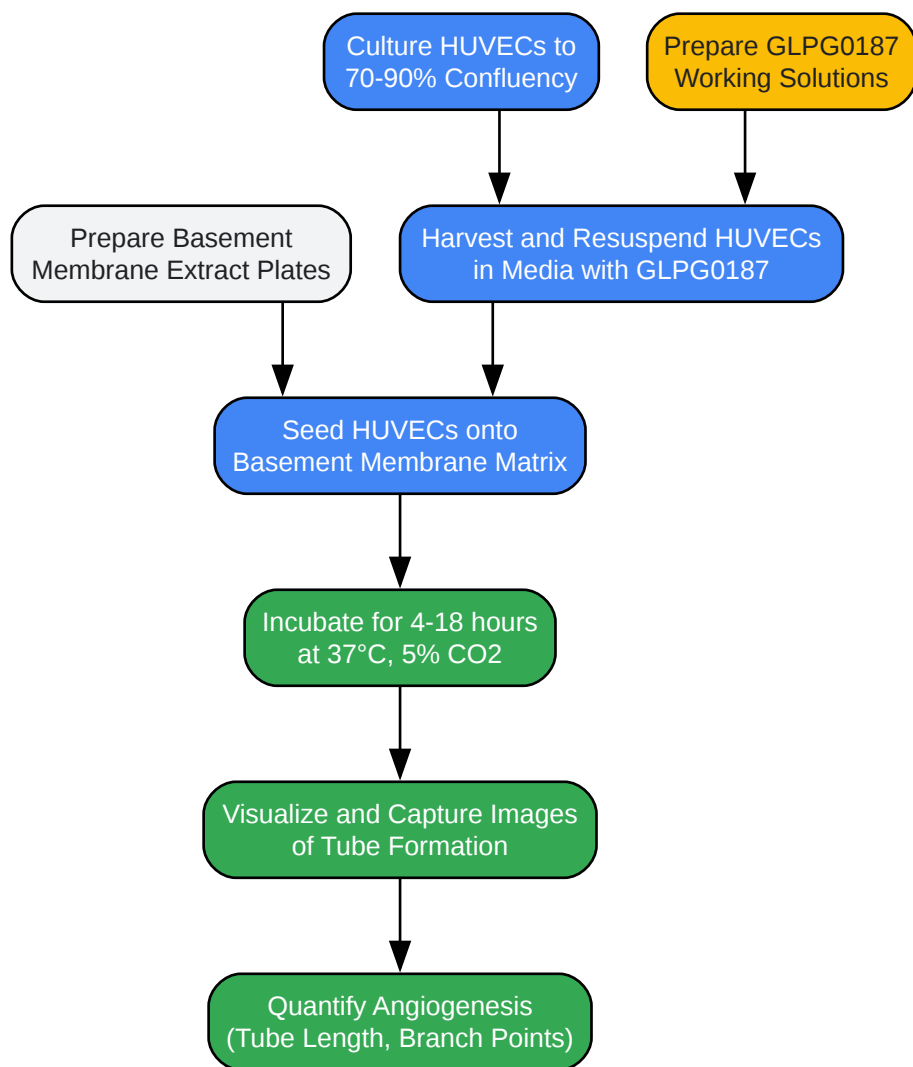 Culture HUVECs to
70-90% Confluency
Prepare GLPG0187
Working Solutions
Prepare Basement
Membrane Extract Plates
Harvest and Resuspend HUVECs
in Media with GLPG0187
Seed HUVECs onto
Basement Membrane Matrix
Incubate for 4-18 hours
at 37°C, 5% CO2
Visualize and Capture Images
of Tube Formation
Quantify Angiogenesis
(Tube Length, Branch Points)